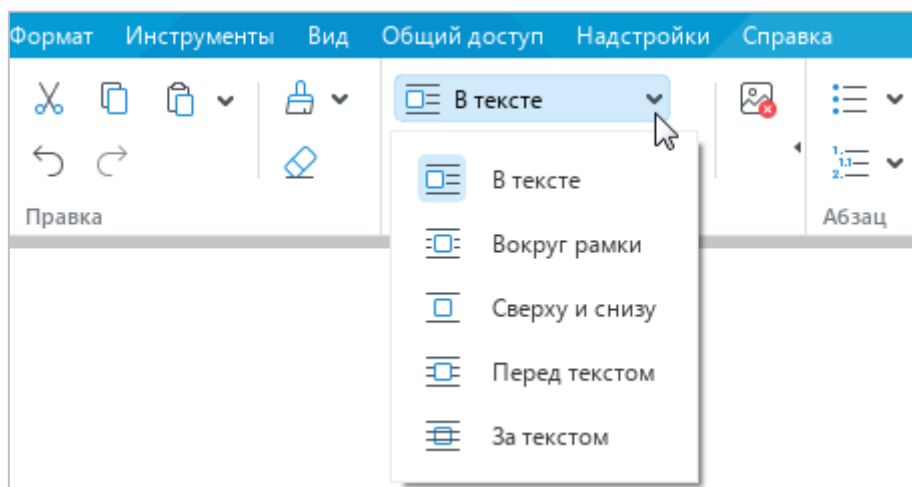 Формат Инструменты Вид Общий доступ Надстройки Справка
В тексте
В тексте
Вокруг рамки
Сверху и снизу
Перед текстом
За текстом
Правка
Абзац